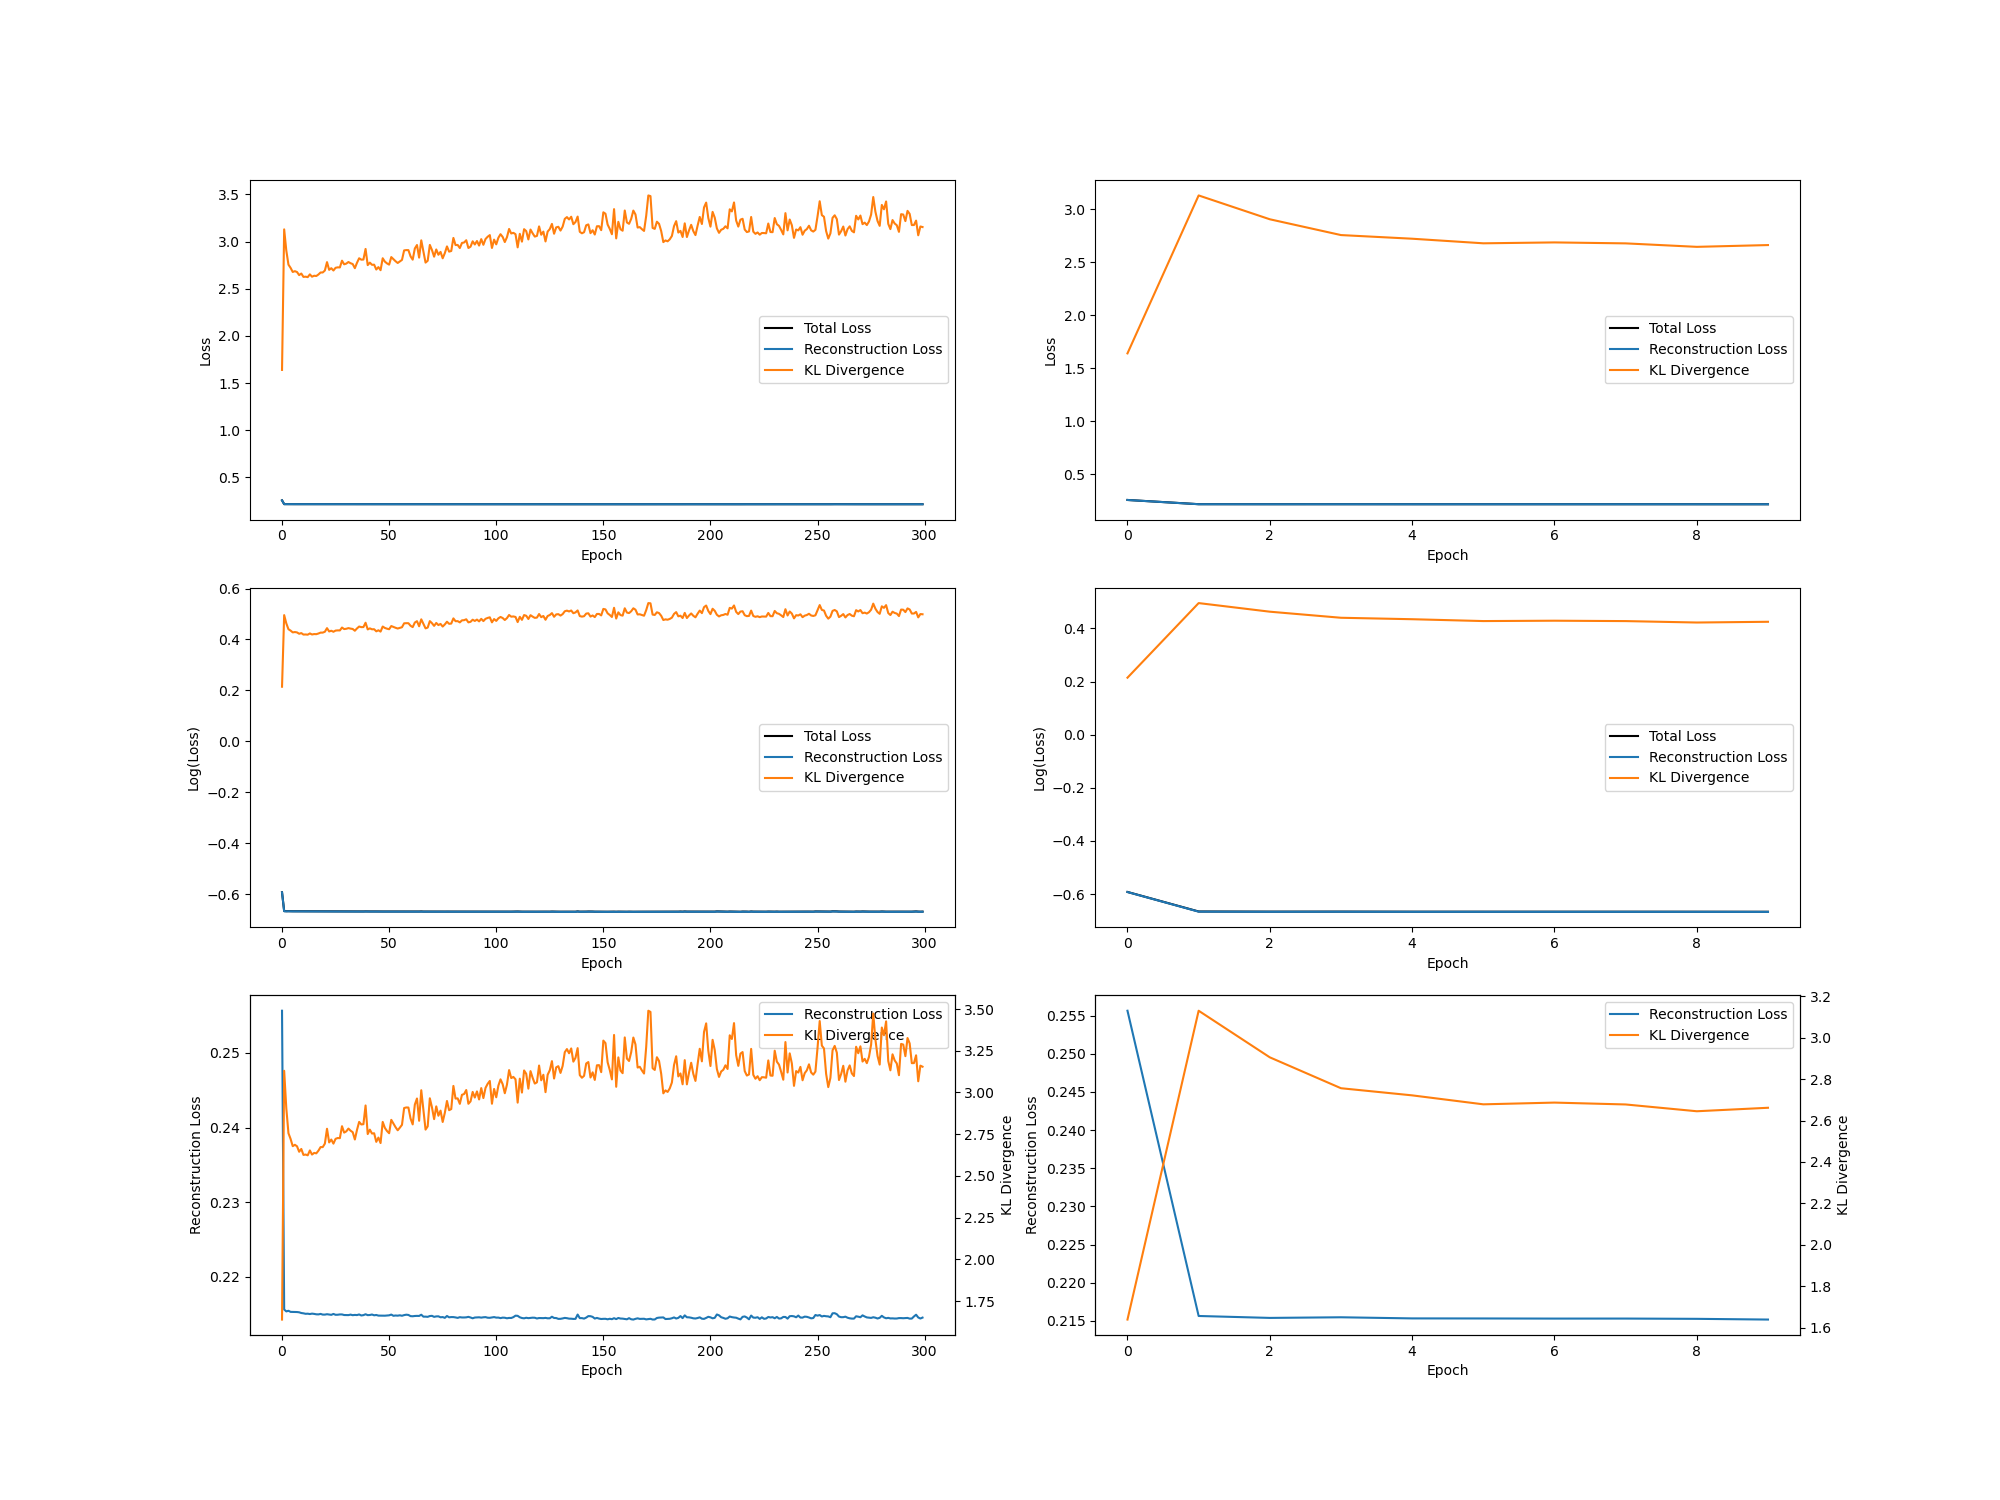 3.5
3.0
2.5
2.0
1.5
1.0
0.5
Loss
0 50 100 150 200 250 300
Epoch
Total Loss
Reconstruction Loss
KL Divergence
3.0
2.5
2.0
1.5
1.0
0.5
Loss
0 2 4 6 8
Epoch
Total Loss
Reconstruction Loss
KL Divergence
0.6
0.4
0.2
0.0
−0.2
−0.4
−0.6
Log(Loss)
0 50 100 150 200 250 300
Epoch
Total Loss
Reconstruction Loss
KL Divergence
0.4
0.2
0.0
−0.2
−0.4
−0.6
Log(Loss)
0 2 4 6 8
Epoch
Total Loss
Reconstruction Loss
KL Divergence
0.25
0.24
0.23
0.22
Reconstruction Loss
0 50 100 150 200 250 300
Epoch
Reconstruction Loss
KL Divergence
3.50
3.25
3.00
2.75
2.50
2.25
2.00
1.75
KL Divergence
0.255
0.250
0.245
0.240
0.235
0.230
0.225
0.220
0.215
Reconstruction Loss
0 2 4 6 8
Epoch
Reconstruction Loss
KL Divergence
3.2
3.0
2.8
2.6
2.4
2.2
2.0
1.8
1.6
KL Divergence